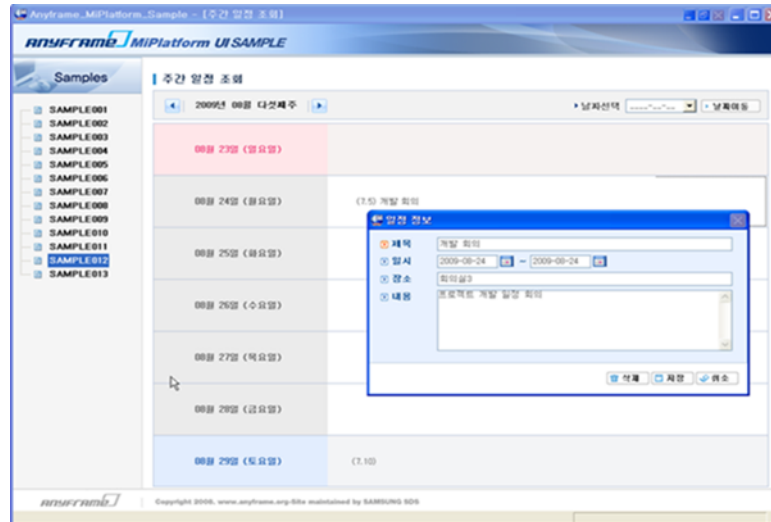 Anyframe_MiPlatform_Sample - [주간 일정 조회]
ANYFRAME MiPlatform UI SAMPLE
Samples
주간 일정 조회
2009년 08월 다섯째주
날짜선택 날짜이동
SAMPLE001
SAMPLE002
SAMPLE003
SAMPLE004
SAMPLE005
SAMPLE006
SAMPLE007
SAMPLE008
SAMPLE009
SAMPLE010
SAMPLE011
SAMPLE012
SAMPLE013
08월 23일 (일요일)
08월 24일 (월요일) (7,5) 개발 회의
08월 25일 (화요일)
08월 26일 (수요일)
08월 27일 (목요일)
08월 28일 (금요일)
08월 29일 (토요일) (7,10)
일정 정보
제목 개발 회의
일시 2009-08-24 ~ 2009-08-24
장소 회의실3
내용 프로젝트 개발 일정 회의
삭제 저장 취소
ANYFRAME
Copyright 2008, www.anyframe.org-Site maintained by SAMSUNG SDS